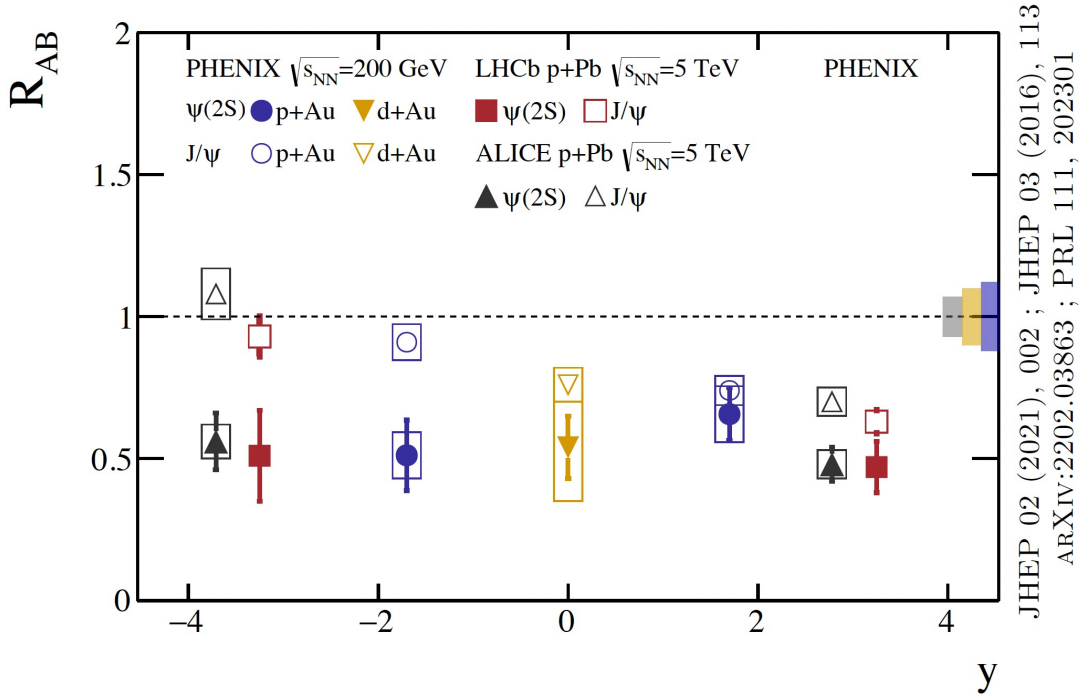 R_AB
2
1.5
1
0.5
0
PHENIX √s_NN=200 GeV
ψ(2S) p+Au d+Au
J/ψ p+Au d+Au
LHCb p+Pb √s_NN=5 TeV
ψ(2S) J/ψ
ALICE p+Pb √s_NN=5 TeV
ψ(2S) J/ψ
PHENIX
−4 −2 0 2 4
y
JHEP 02 (2021), 002 ; JHEP 03 (2016), 113
ARXIV:2202.03863 ; PRL 111, 202301